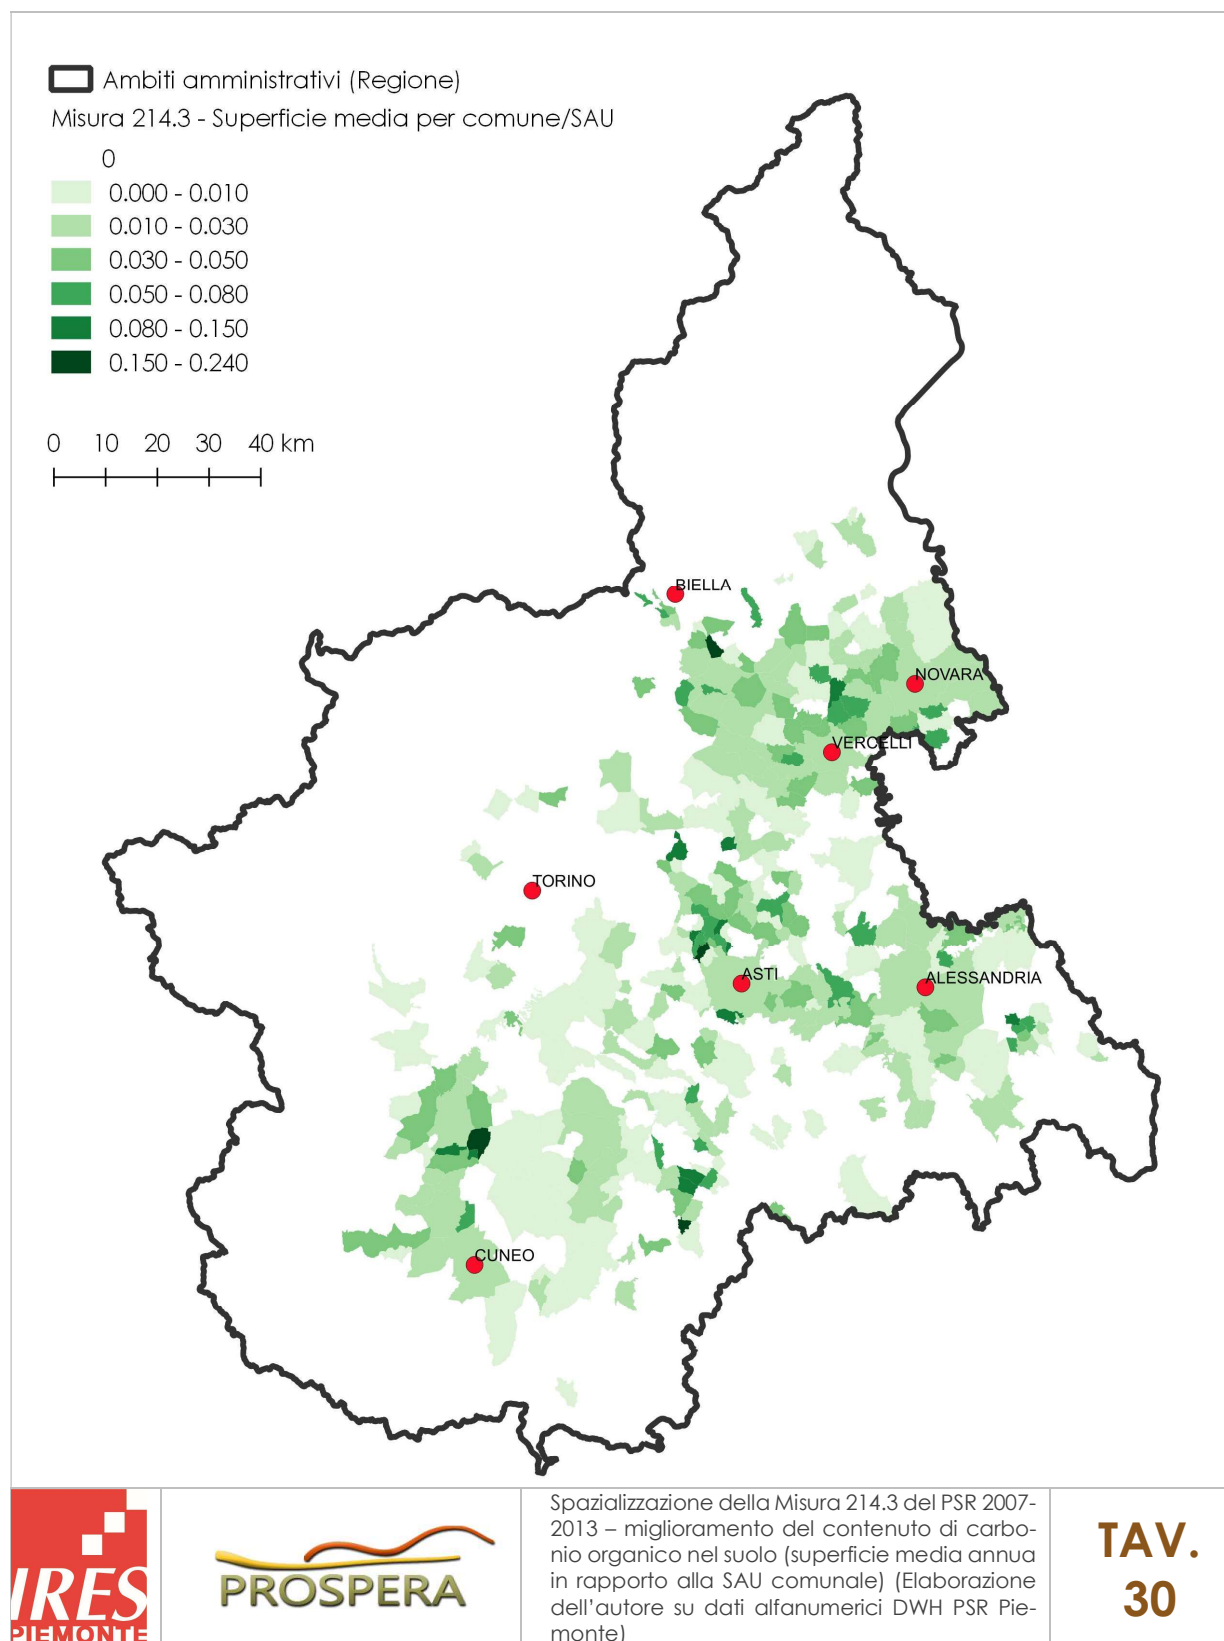 Ambiti amministrativi (Regione)
Misura 214.3 - Superficie media per comune/SAU
0
0.000 - 0.010
0.010 - 0.030
0.030 - 0.050
0.050 - 0.080
0.080 - 0.150
0.150 - 0.240
0 10 20 30 40 km
BIELLA
NOVARA
VERCELLI
TORINO
ASTI
ALESSANDRIA
CUNEO
IRES
PIEMONTE
PROSPERA
Spazializzazione della Misura 214.3 del PSR 2007-
2013 – miglioramento del contenuto di carbo-
nio organico nel suolo (superficie media annua
in rapporto alla SAU comunale) (Elaborazione
dell'autore su dati alfanumerici DWH PSR Pie-
monte)
TAV.
30